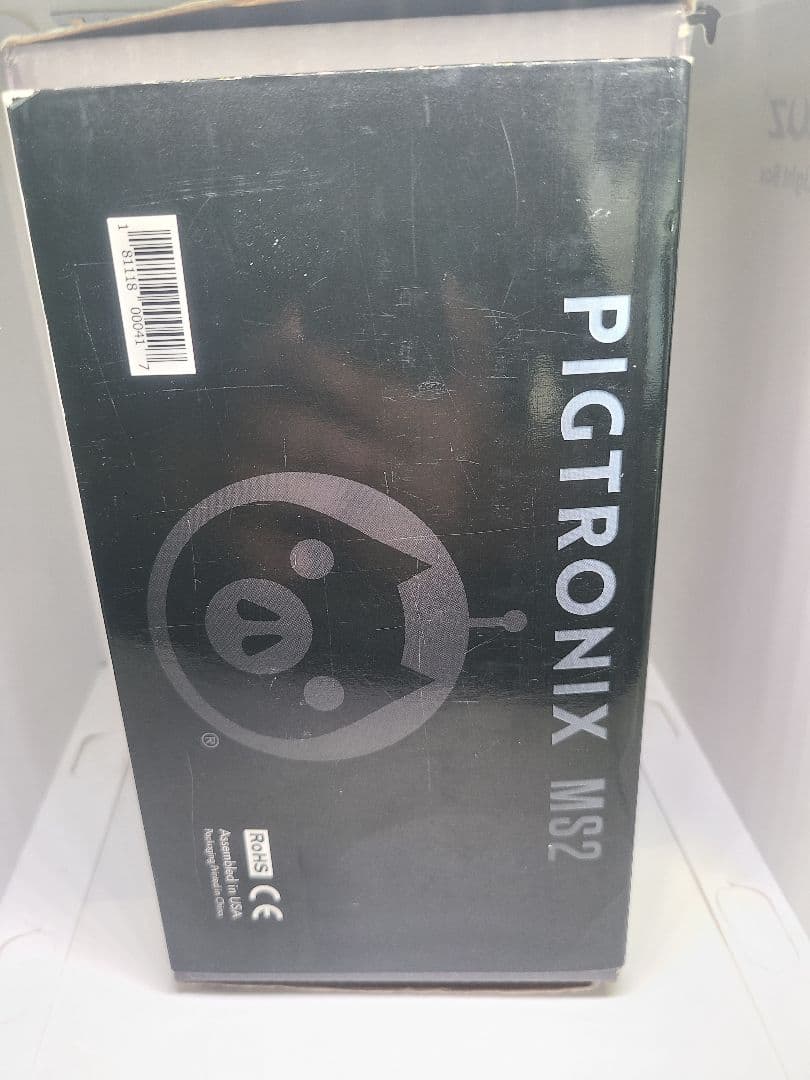 PIGTRONIX MS2
®
RoHS CE
Assembled in USA
Packaging Printed in China
1 81118 00041 7